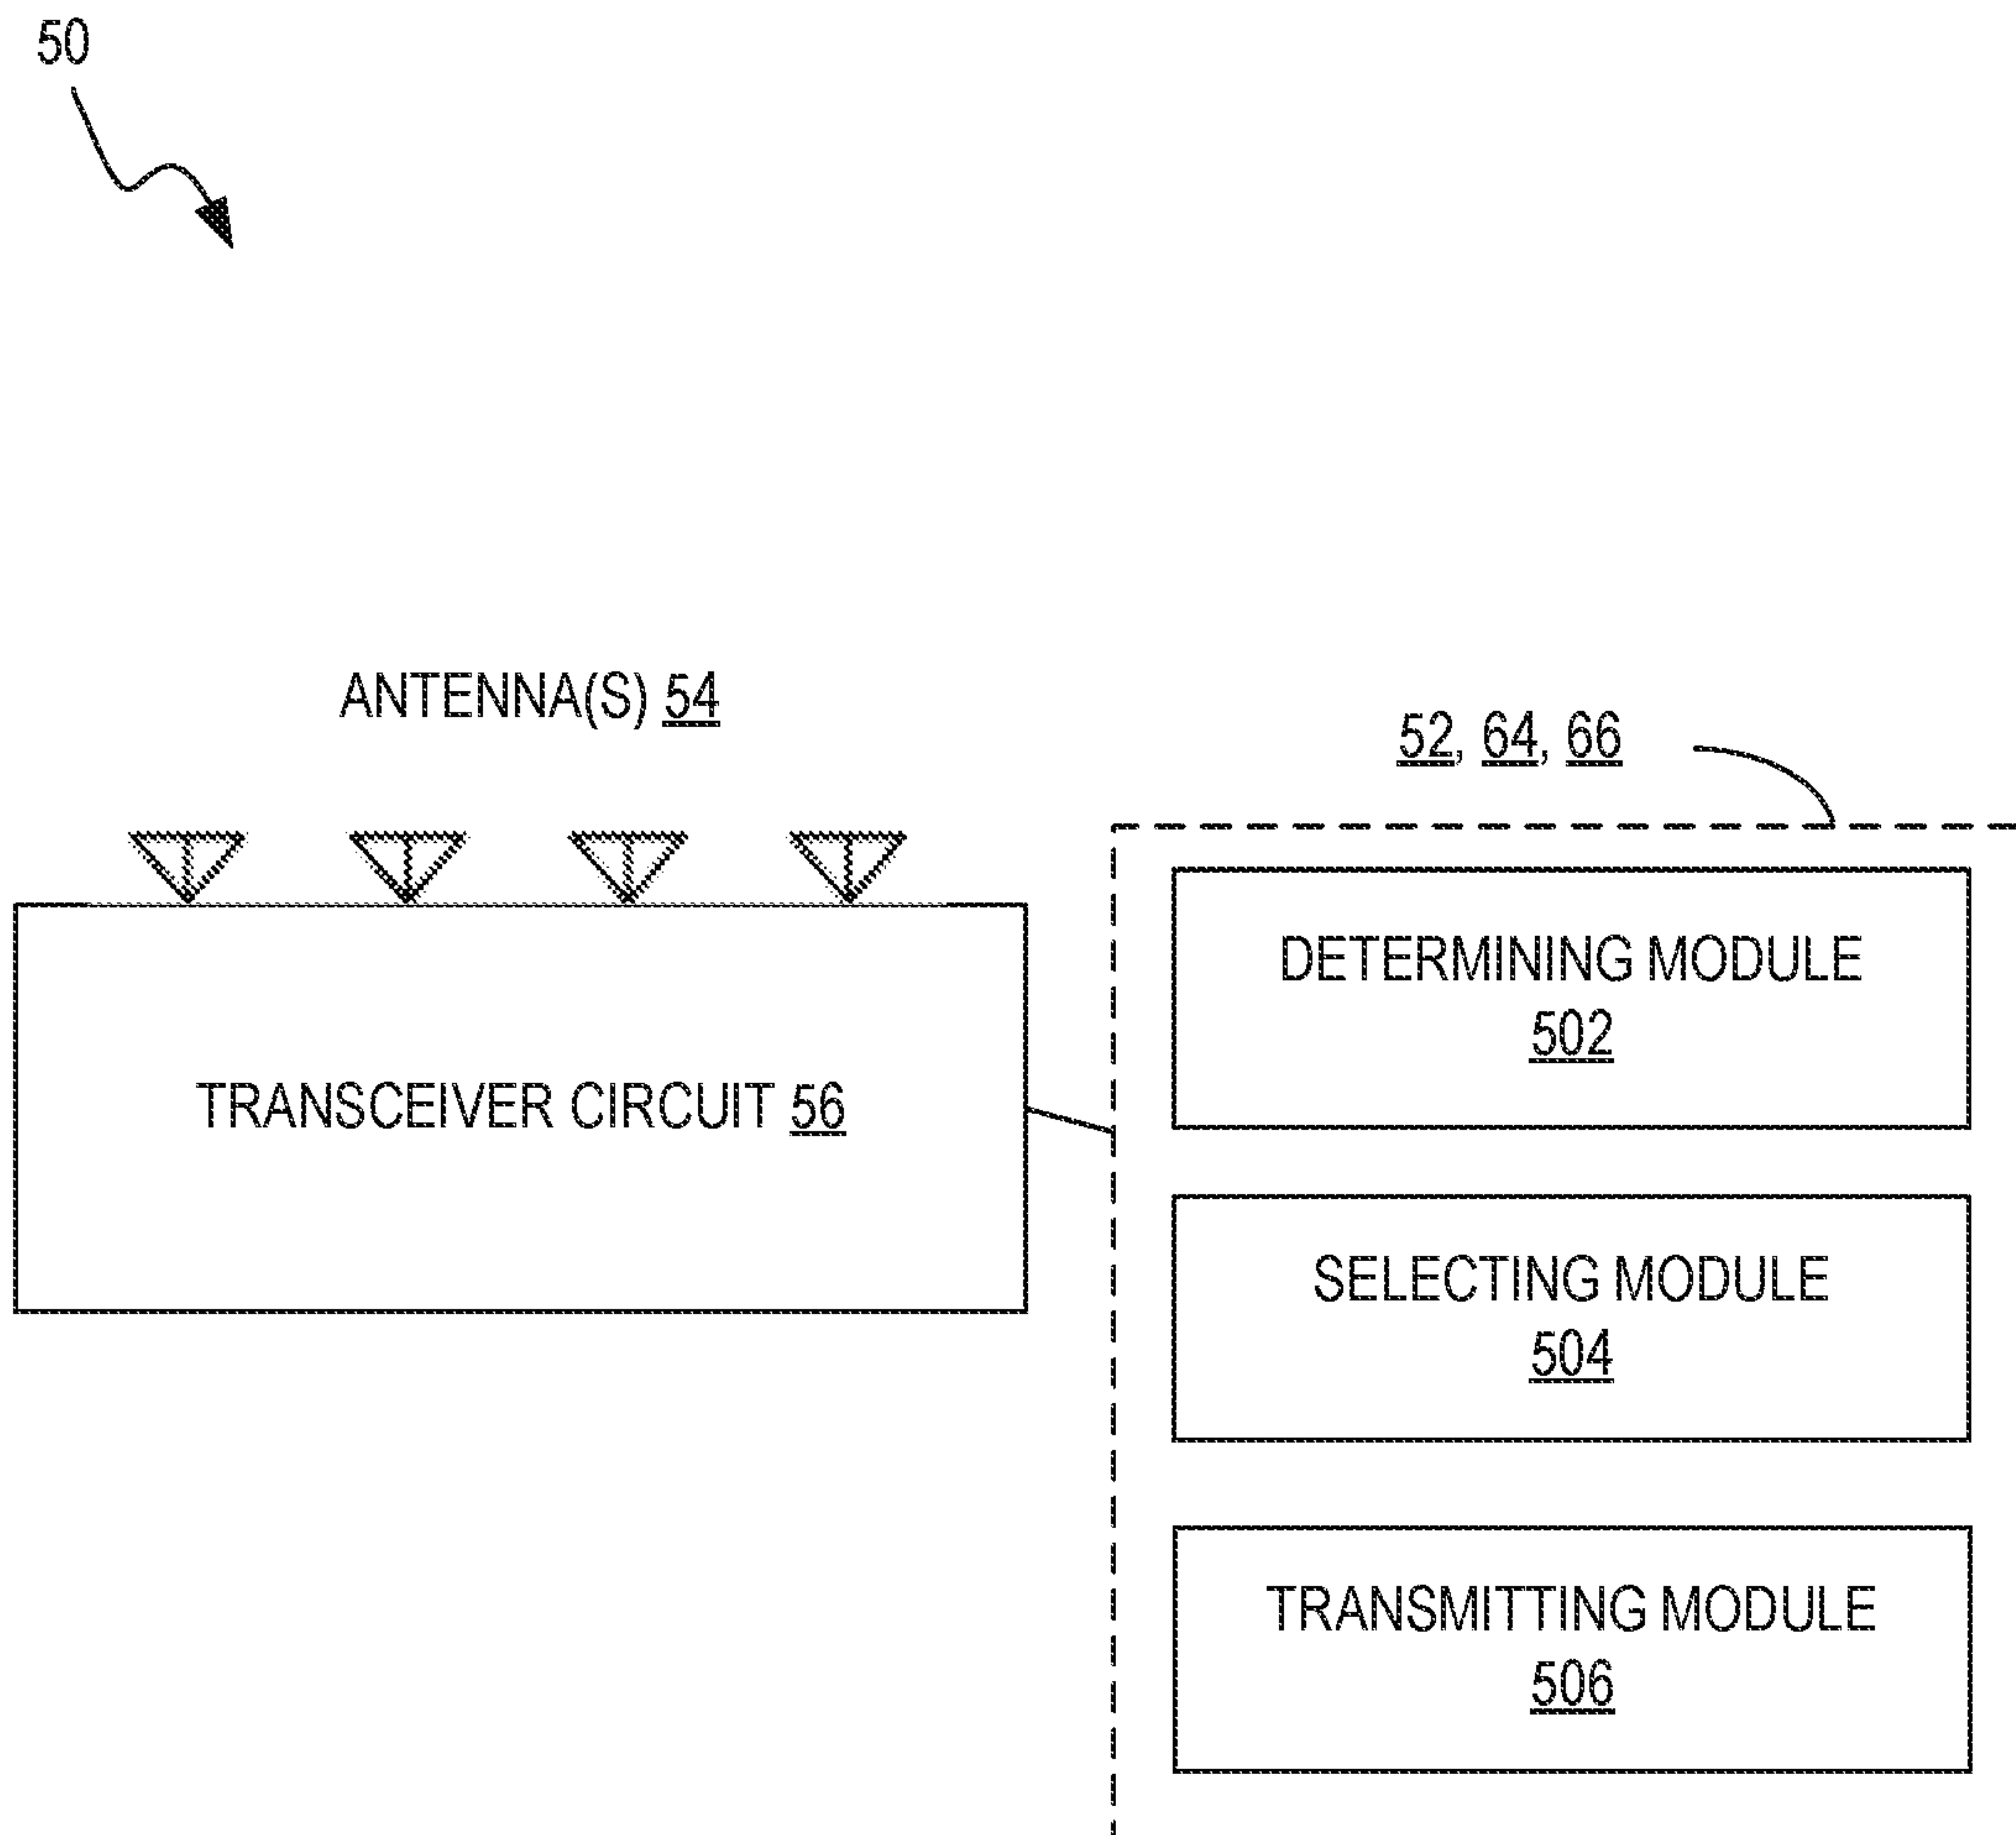 50
ANTENNA(S) 54
52, 64, 66
TRANSCEIVER CIRCUIT 56
DETERMINING MODULE
502
SELECTING MODULE
504
TRANSMITTING MODULE
506